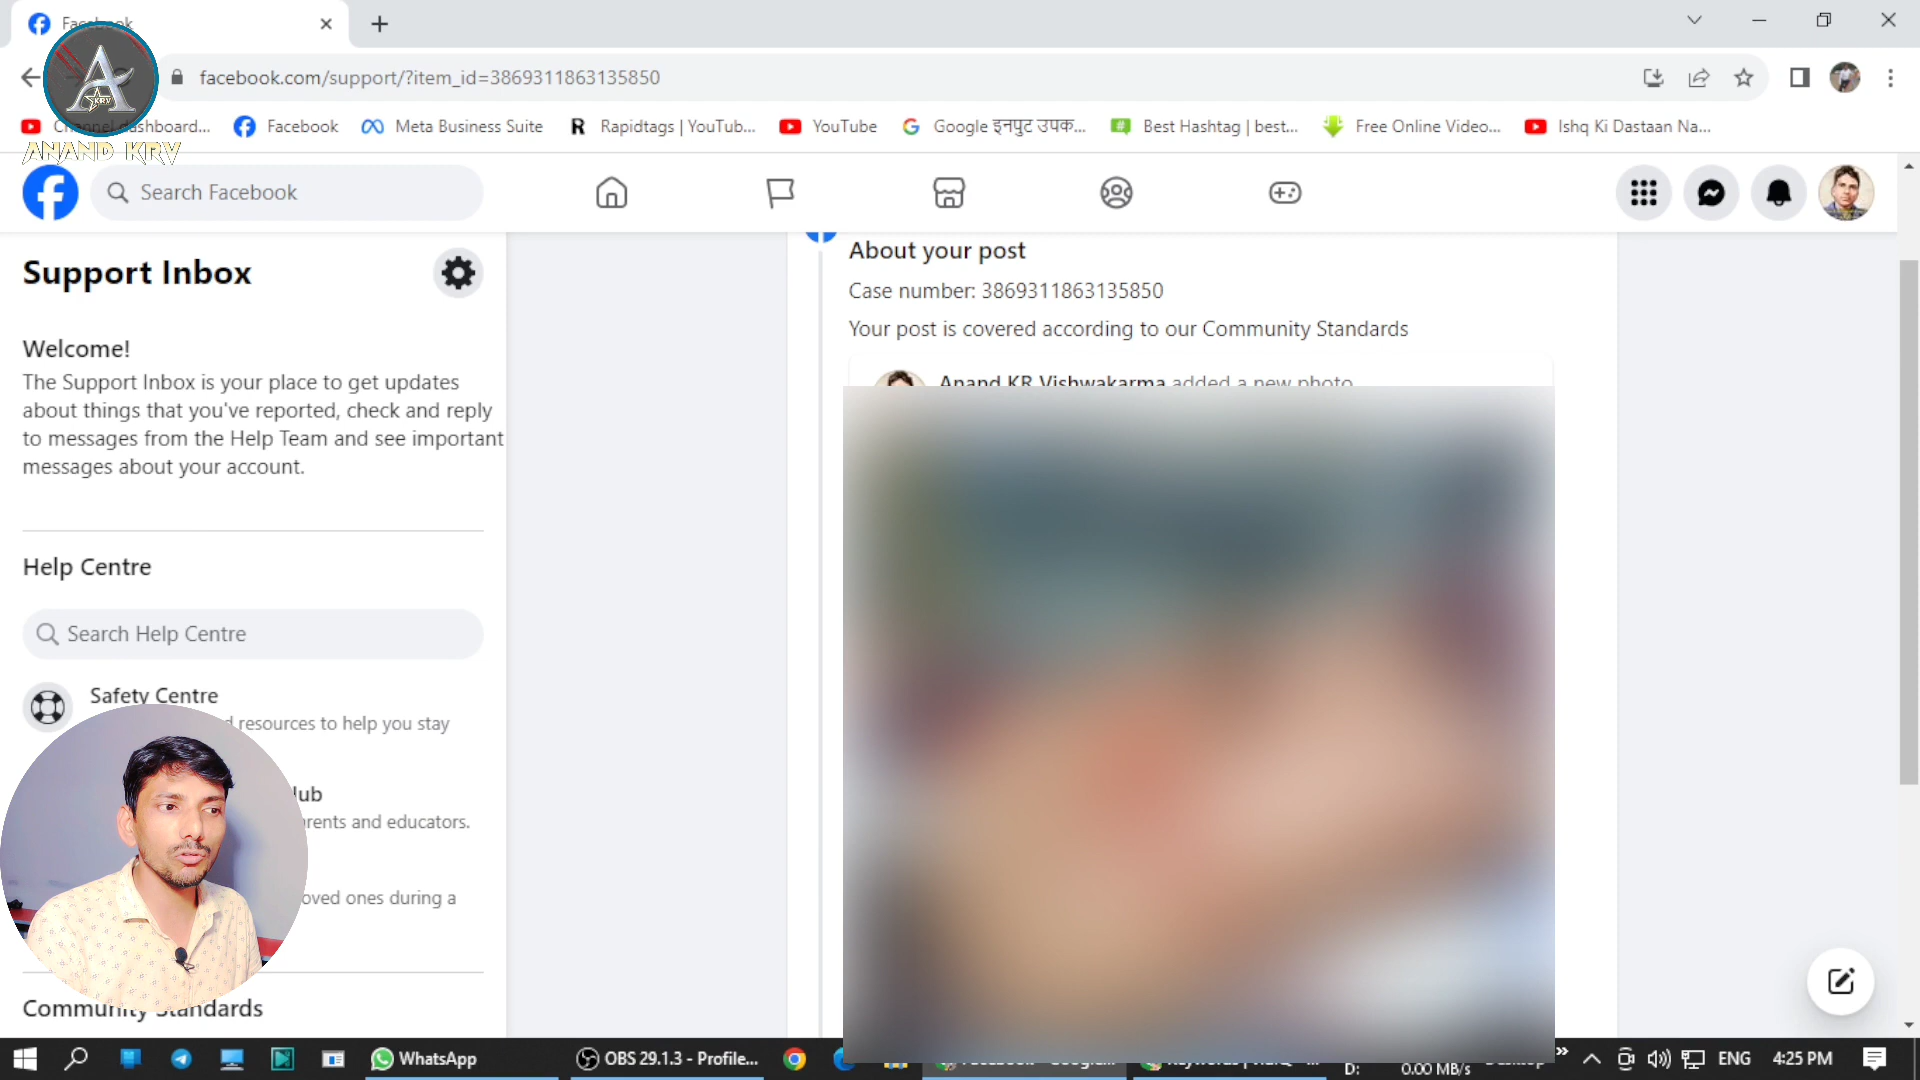 facebook.com/support/?item_id=3869311863135850
Channel dashboard...
Facebook
Meta Business Suite
Rapidtags | YouTub...
YouTube
Google इनपुट उपक...
Best Hashtag | best...
Free Online Video...
Ishq Ki Dastaan Na...
A
KRV
ANAND KRV
Search Facebook
Support Inbox
Welcome!
The Support Inbox is your place to get updates
about things that you've reported, check and reply
to messages from the Help Team and see important
messages about your account.
Help Centre
Search Help Centre
Safety Centre
resources to help you stay
rents and educators.
oved ones during a
Community Standards
About your post
Case number: 3869311863135850
Your post is covered according to our Community Standards
Anand KR Vishwakarma added a new photo
WhatsApp
OBS 29.1.3 - Profile...
D:
0.00 MB/s
ENG
4:25 PM